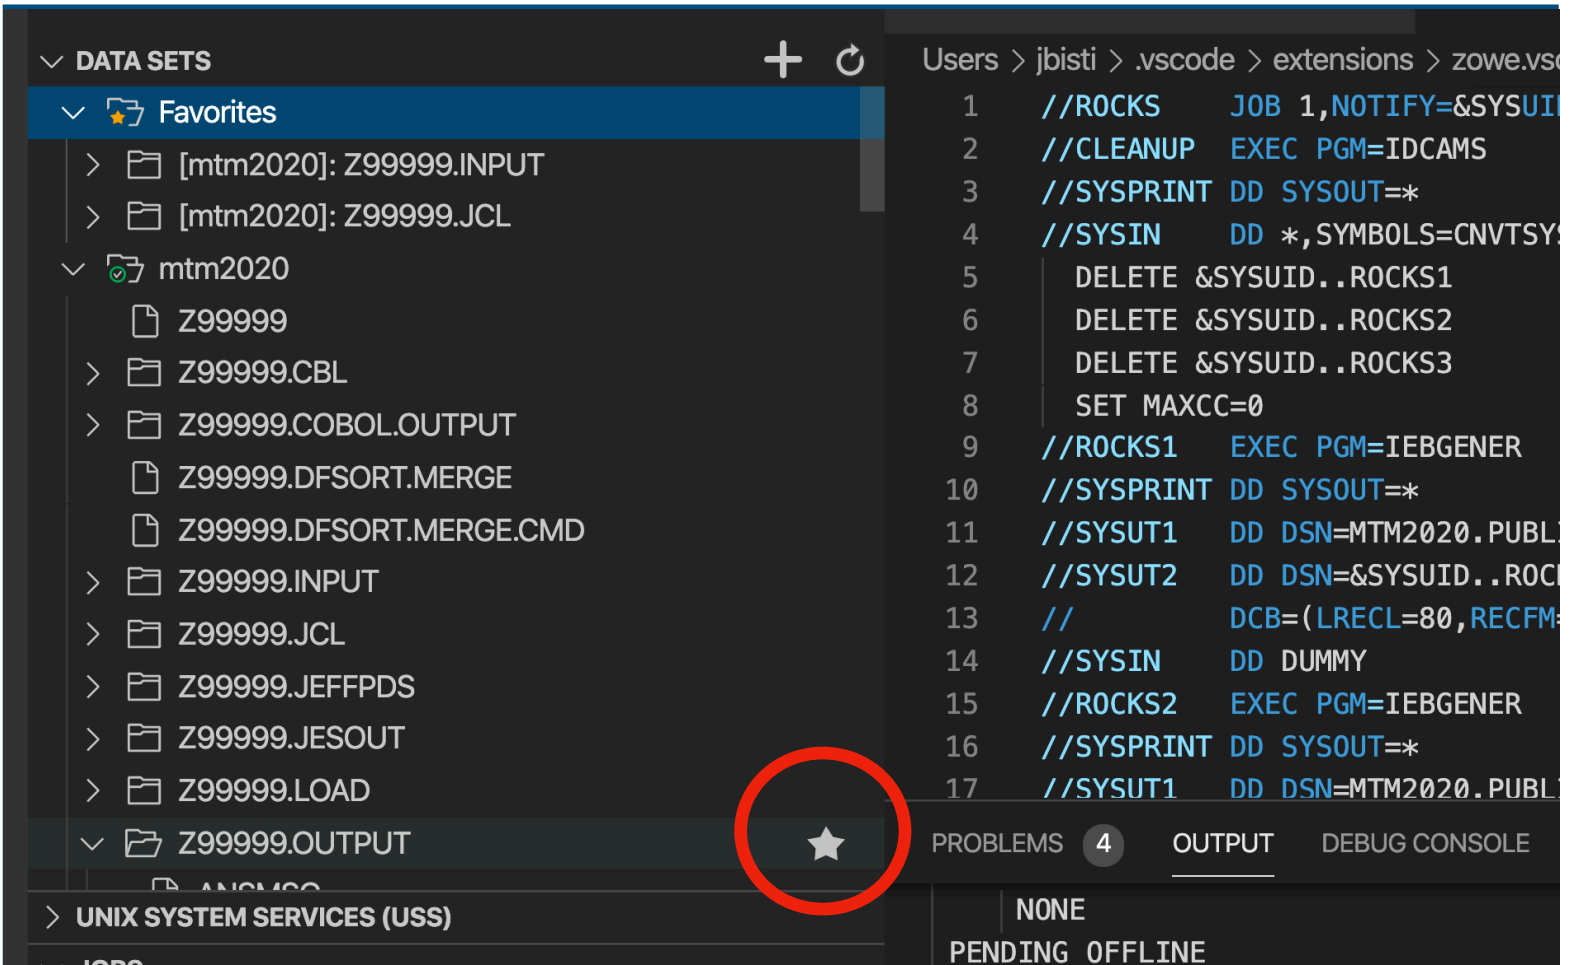 DATA SETS
Favorites
[mtm2020]: Z99999.INPUT
[mtm2020]: Z99999.JCL
mtm2020
Z99999
Z99999.CBL
Z99999.COBOL.OUTPUT
Z99999.DFSORT.MERGE
Z99999.DFSORT.MERGE.CMD
Z99999.INPUT
Z99999.JCL
Z99999.JEFFPDS
Z99999.JESOUT
Z99999.LOAD
Z99999.OUTPUT
UNIX SYSTEM SERVICES (USS)
JOBS
Users > jbisti > .vscode > extensions > zowe.vsc
1 //ROCKS JOB 1,NOTIFY=&SYSUI
2 //CLEANUP EXEC PGM=IDCAMS
3 //SYSPRINT DD SYSOUT=*
4 //SYSIN DD *,SYMBOLS=CNVTSYS
5 DELETE &SYSUID..ROCKS1
6 DELETE &SYSUID..ROCKS2
7 DELETE &SYSUID..ROCKS3
8 SET MAXCC=0
9 //ROCKS1 EXEC PGM=IEBGENER
10 //SYSPRINT DD SYSOUT=*
11 //SYSUT1 DD DSN=MTM2020.PUBL
12 //SYSUT2 DD DSN=&SYSUID..ROC
13 // DCB=(LRECL=80,RECFM=
14 //SYSIN DD DUMMY
15 //ROCKS2 EXEC PGM=IEBGENER
16 //SYSPRINT DD SYSOUT=*
17 //SYSUT1 DD DSN=MTM2020.PUBL
PROBLEMS 4 OUTPUT DEBUG CONSOLE
NONE
PENDING OFFLINE